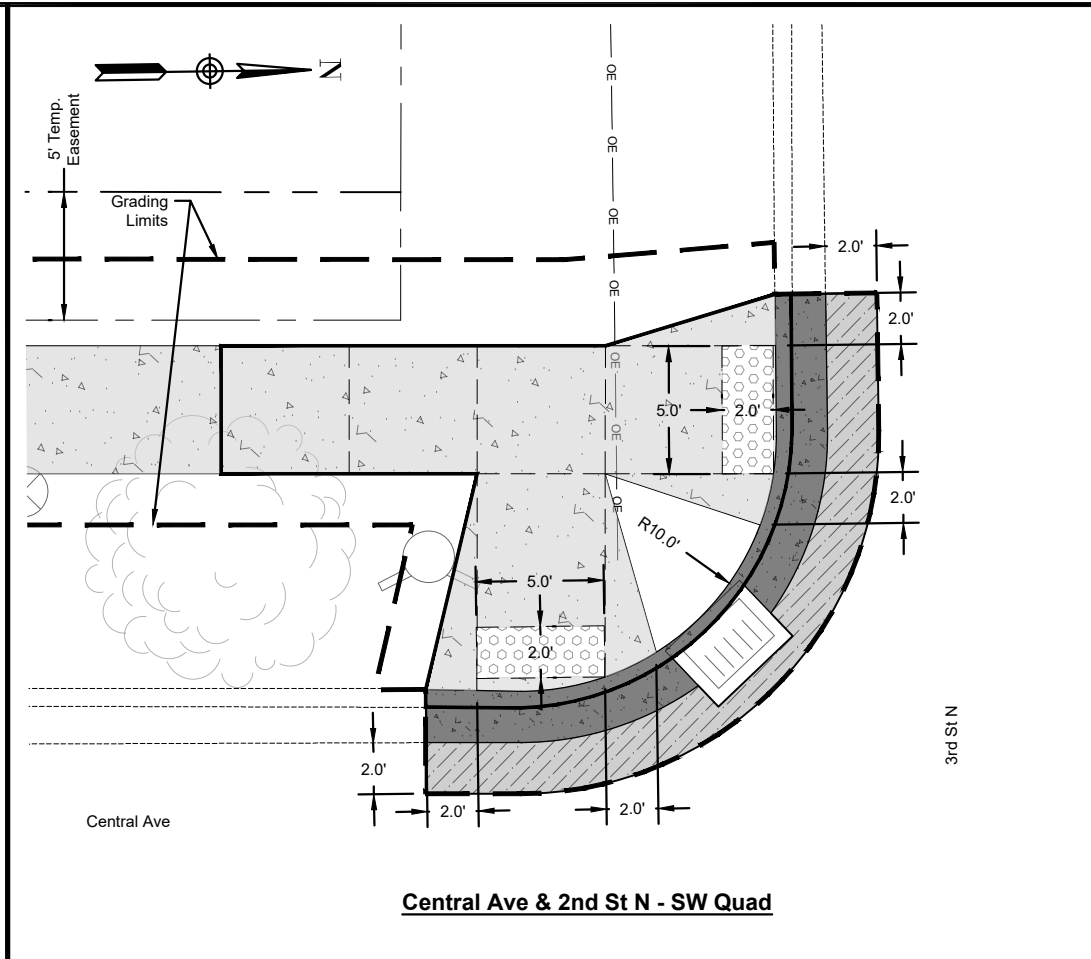 N
5' Temp.
Easement
Grading
Limits
OE
OE
OE
OE
OE
OE
OE
2.0'
2.0'
5.0'
2.0'
2.0'
R10.0'
5.0'
2.0'
2.0'
2.0'
2.0'
Central Ave
3rd St N
Central Ave & 2nd St N - SW Quad